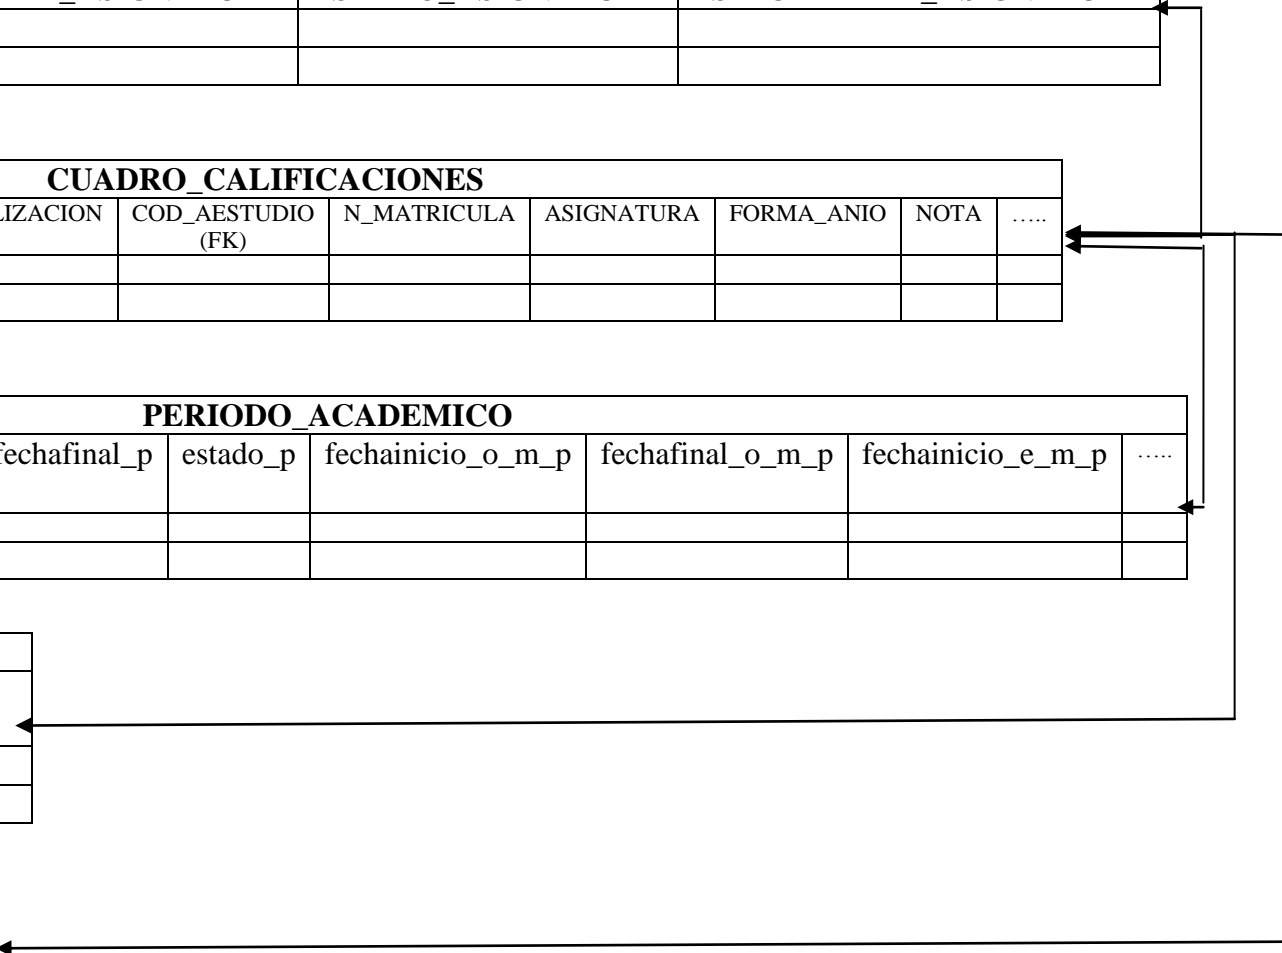 CUADRO_CALIFICACIONES
LIZACION COD_AESTUDIO N_MATRICULA ASIGNATURA FORMA_ANIO NOTA …..
(FK)
PERIODO_ACADEMICO
fechafinal_p estado_p fechainicio_o_m_p fechafinal_o_m_p fechainicio_e_m_p …..